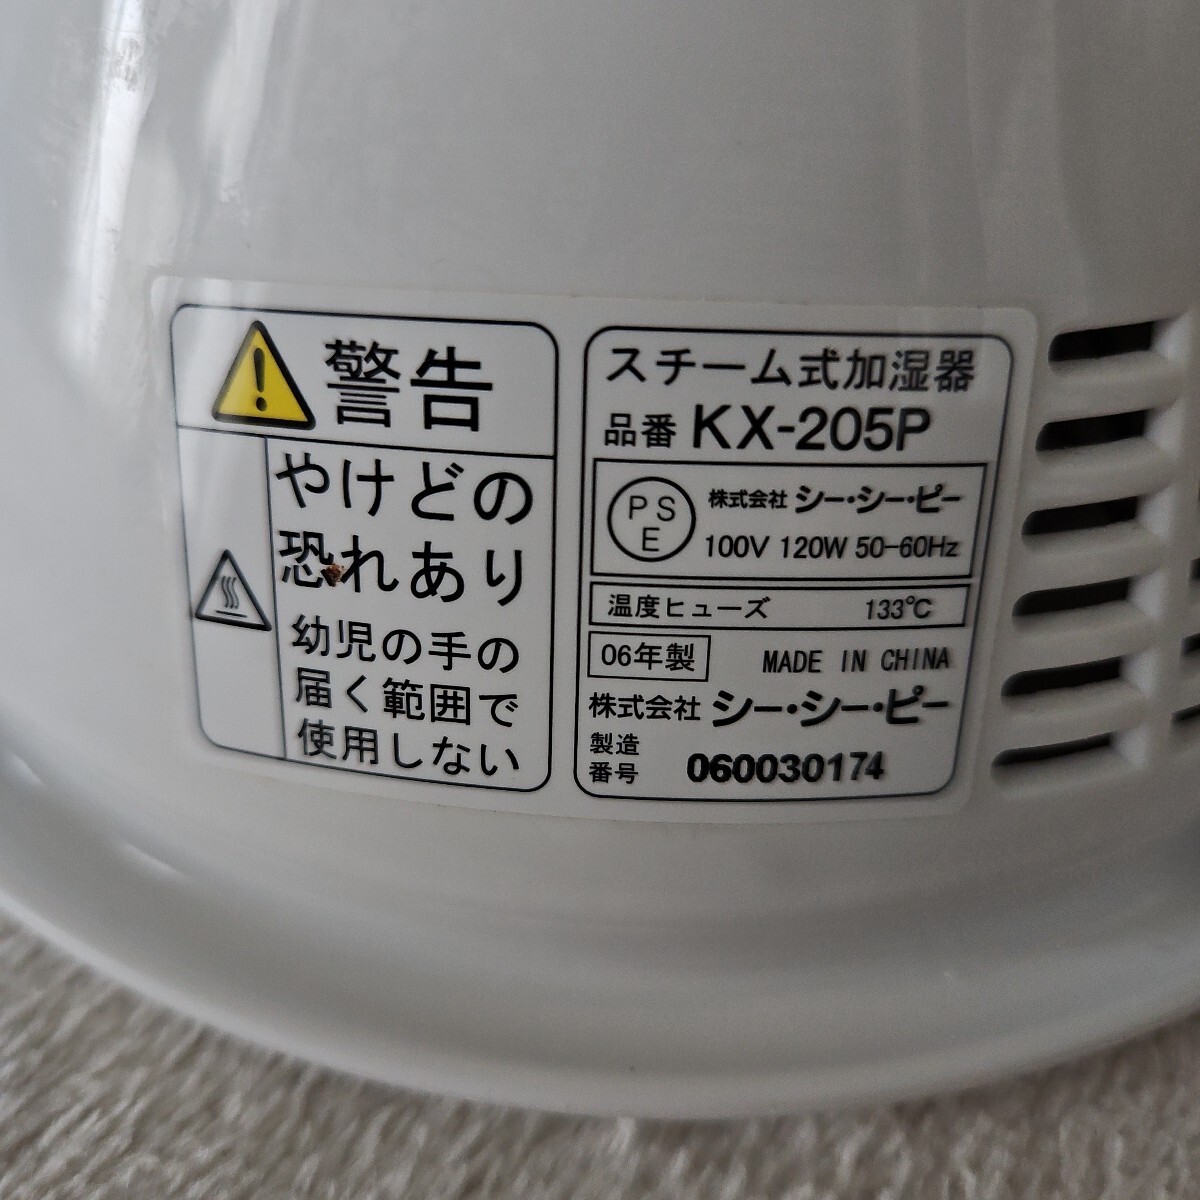 警告
やけどの
恐れあり
幼児の手の
届く範囲で
使用しない
スチーム式加湿器
品番 KX-205P
PSE
株式会社 シー・シー・ピー
100V 120W 50-60Hz
温度ヒューズ 133℃
06年製 MADE IN CHINA
株式会社 シー・シー・ピー
製造
番号 060030174